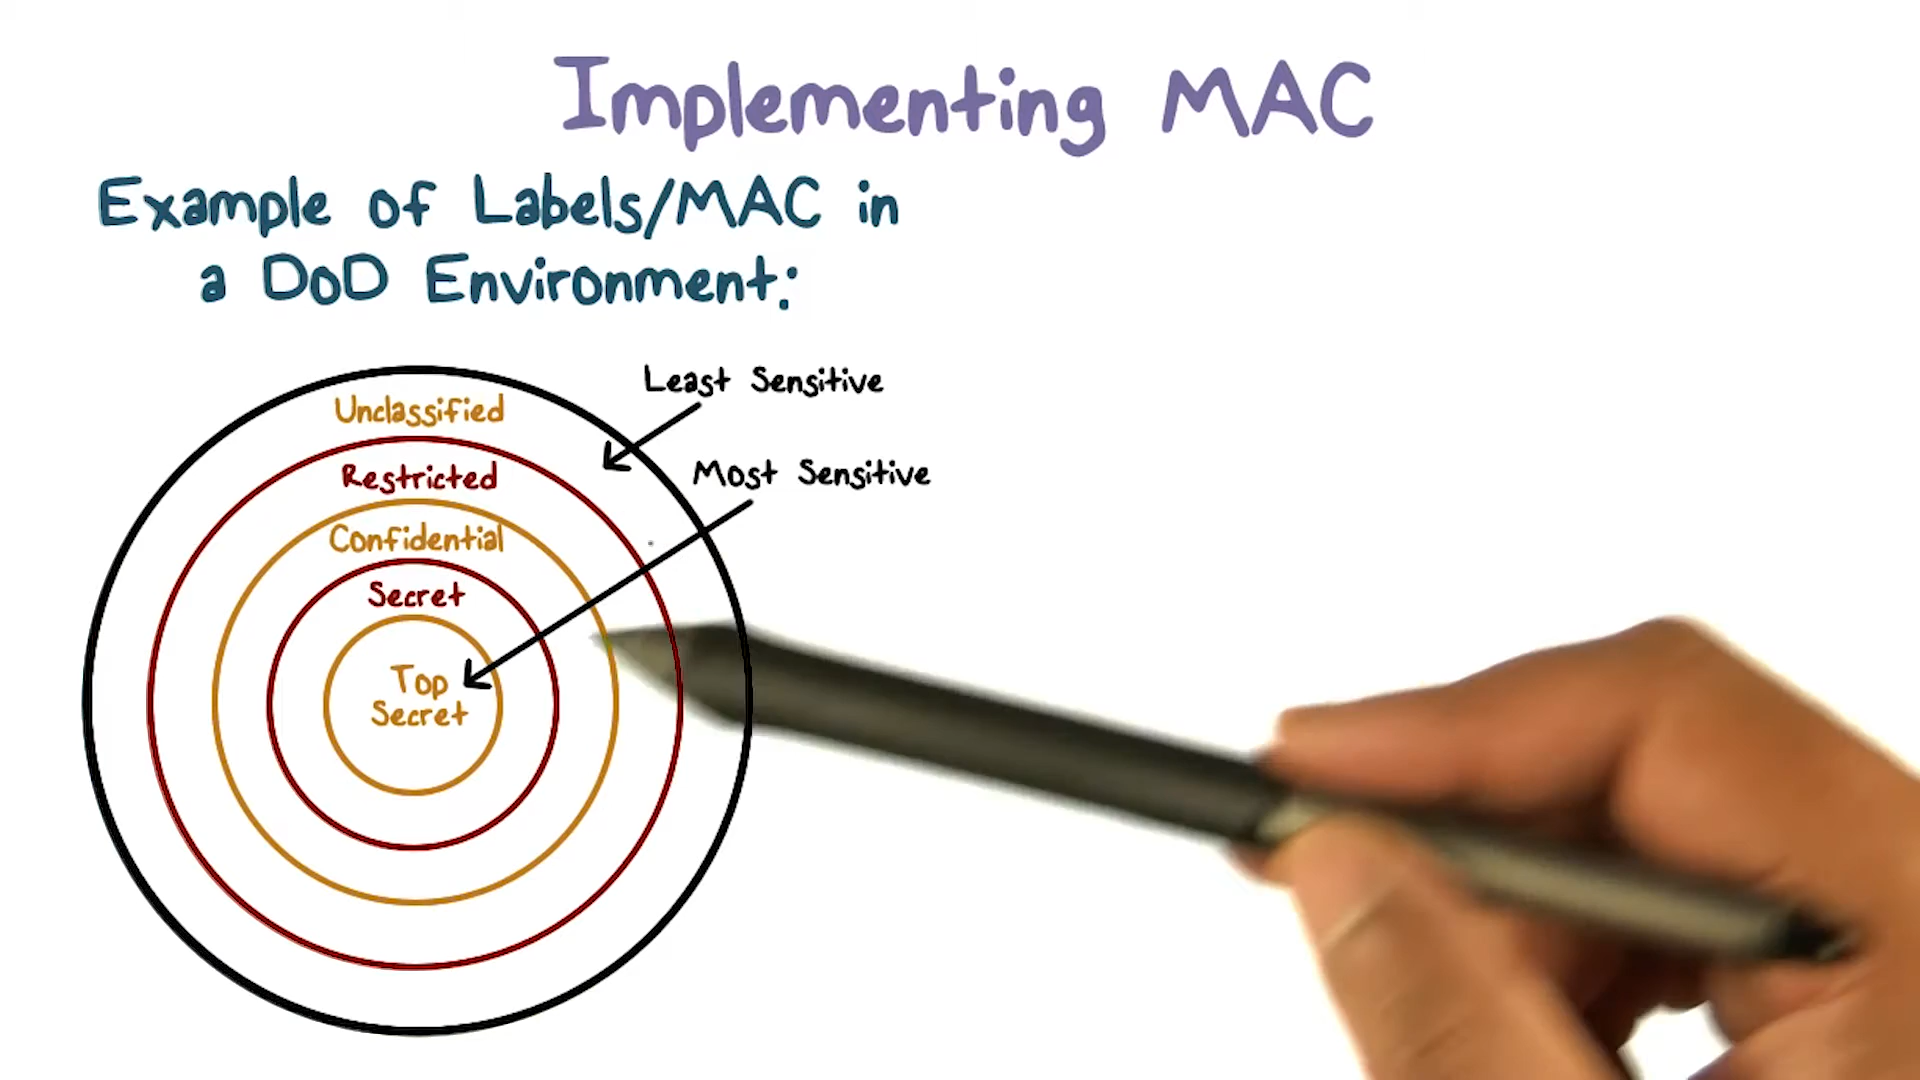 Implementing MAC
Example of Labels/MAC in
a DoD Environment:
Least Sensitive
Unclassified
Most Sensitive
Restricted
Confidential
Secret
Top
Secret